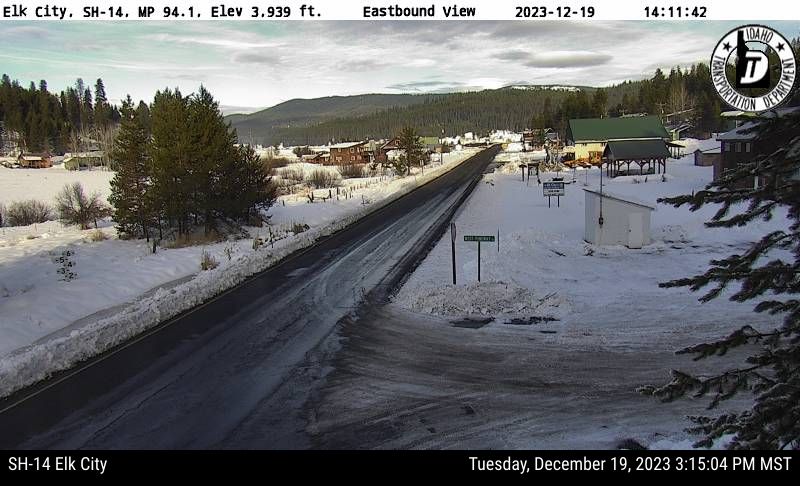 Elk City, SH-14, MP 94.1, Elev 3,939 ft. Eastbound View 2023-12-19 14:11:42
IDAHO
TRANSPORTATION DEPARTMENT
SH-14 Elk City Tuesday, December 19, 2023 3:15:04 PM MST